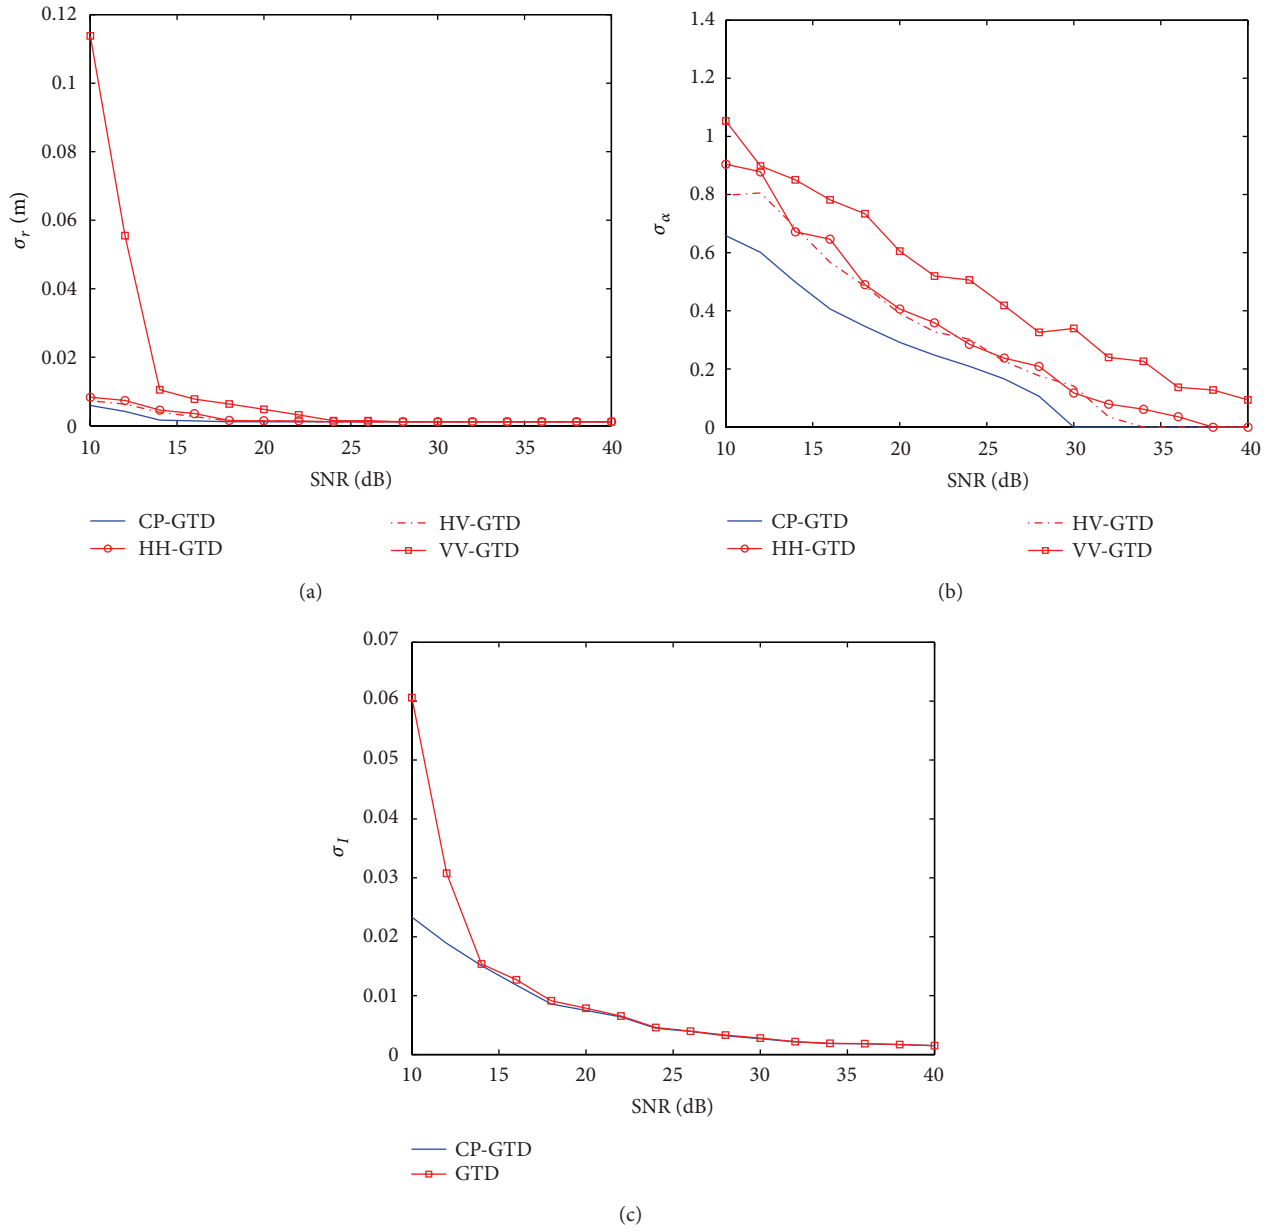 0.12
0.1
0.08
0.06
0.04
0.02
0
σr (m)
10 15 20 25 30 35 40
SNR (dB)
CP-GTD
HH-GTD
HV-GTD
VV-GTD
(a)
1.4
1.2
1
0.8
0.6
0.4
0.2
0
σα
10 15 20 25 30 35 40
SNR (dB)
CP-GTD
HH-GTD
HV-GTD
VV-GTD
(b)
0.07
0.06
0.05
0.04
0.03
0.02
0.01
0
σI
10 15 20 25 30 35 40
SNR (dB)
CP-GTD
GTD
(c)